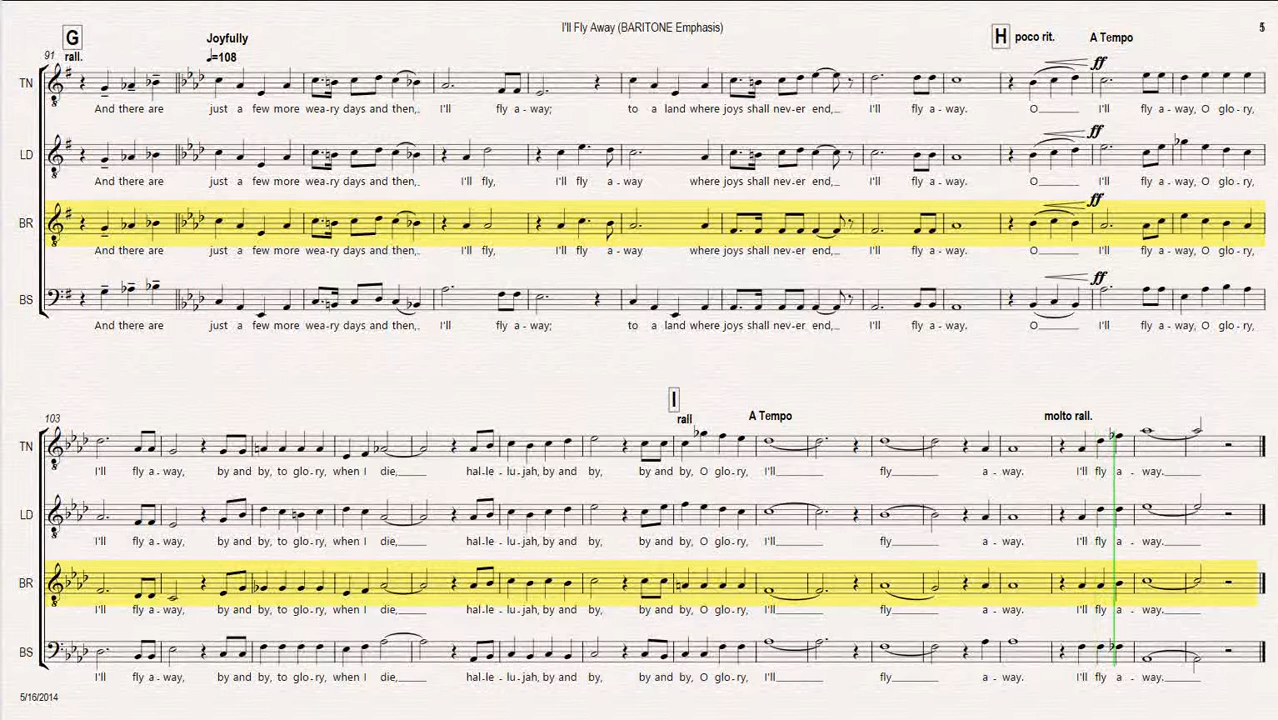 I'll Fly Away (BARITONE Emphasis)
5
G
rall.
Joyfully
♩=108
H
poco rit.
A Tempo
91
ff
TN
And there are just a few more wea-ry days and then, I'll fly a-way; to a land where joys shall nev-er end, I'll fly a-way. O I'll fly a-way, O glo-ry,
ff
LD
And there are just a few more wea-ry days and then, I'll fly, I'll fly a-way where joys shall nev-er end, I'll fly a-way. O I'll fly a-way, O glo-ry,
ff
BR
And there are just a few more wea-ry days and then, I'll fly, I'll fly a-way where joys shall nev-er end, I'll fly a-way. O I'll fly a-way, O glo-ry,
ff
BS
And there are just a few more wea-ry days and then, I'll fly a-way; to a land where joys shall nev-er end, I'll fly a-way. O I'll fly a-way, O glo-ry,
I
103
rall
A Tempo
molto rall.
TN
I'll fly a-way, by and by, to glo-ry, when I die, hal-le-lu-jah, by and by, by and by, O glo-ry, I'll fly a-way. I'll fly a-way.
LD
I'll fly a-way, by and by, to glo-ry, when I die, hal-le-lu-jah, by and by, by and by, O glo-ry, I'll fly a-way. I'll fly a-way.
BR
I'll fly a-way, by and by, to glo-ry, when I die, hal-le-lu-jah, by and by, by and by, O glo-ry, I'll fly a-way. I'll fly a-way.
BS
I'll fly a-way, by and by, to glo-ry, when I die, hal-le-lu-jah, by and by, by and by, O glo-ry, I'll fly a-way. I'll fly a-way.
5/16/2014